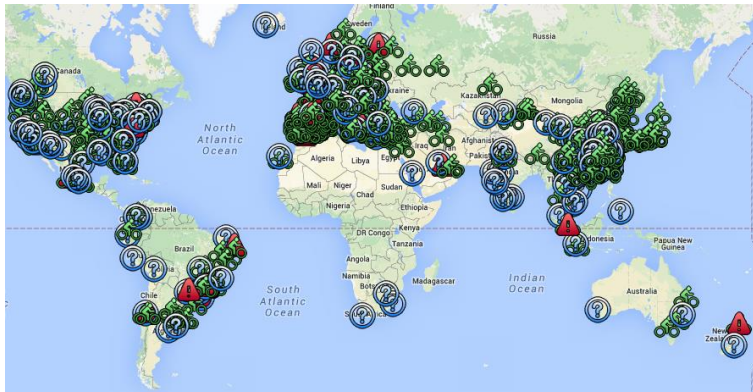 Finland
Sweden
Russia
Canada
Ukraine
Kazakhstan
Mongolia
North
Atlantic
Ocean
Afghanistan
Iraq
Pakistan
Algeria
Libya
Egypt
Mali
Niger
Sudan
Chad
Nigeria
Ethiopia
Venezuela
Kenya
DR Congo
Indonesia
Papua New
Guinea
Tanzania
Brazil
Angola
Namibia
Madagascar
South
Atlantic
Ocean
Indian
Ocean
Chile
Australia
New
Zealand